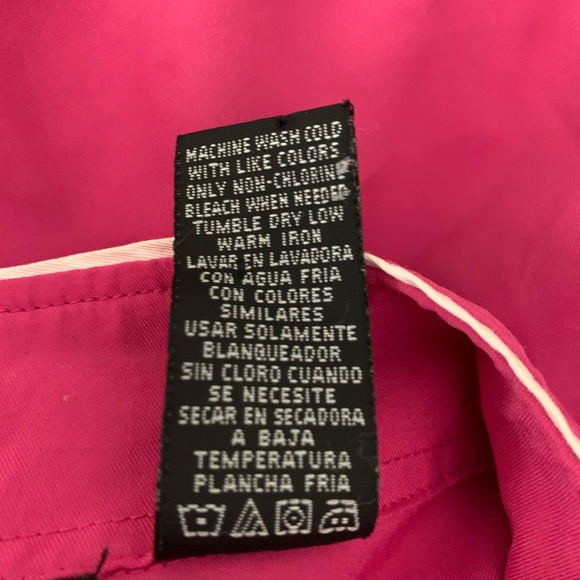 MACHINE WASH COLD
WITH LIKE COLORS
ONLY NON-CHLORINE
BLEACH WHEN NEEDED
TUMBLE DRY LOW
WARM IRON
LAVAR EN LAVADORA
CON AGUA FRIA
CON COLORES
SIMILARES
USAR SOLAMENTE
BLANQUEADOR
SIN CLORO CUANDO
SE NECESITE
SECAR EN SECADORA
A BAJA
TEMPERATURA
PLANCHA FRIA